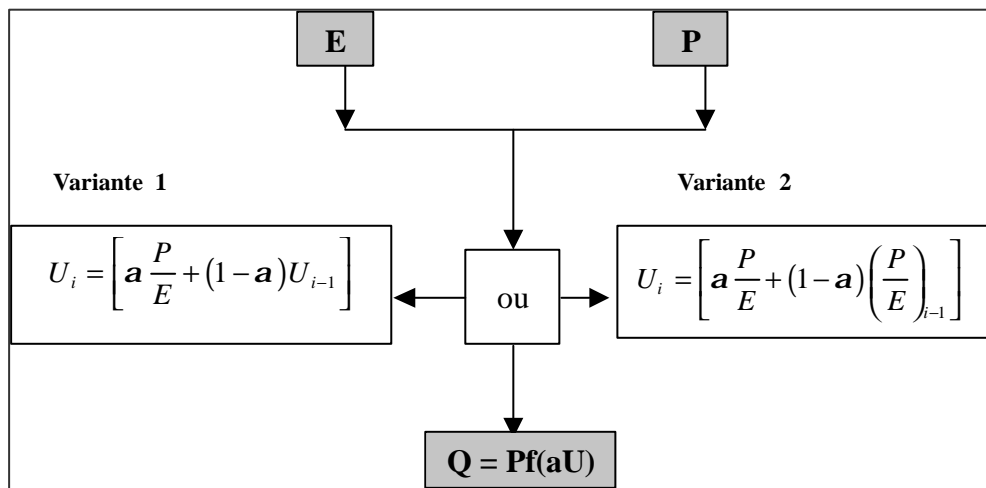 E
P
Variante 1
Variante 2
U_i = [a P/E + (1 − a) U_{i−1}]
ou
U_i = [a P/E + (1 − a) (P/E)_{i−1}]
Q = Pf(aU)